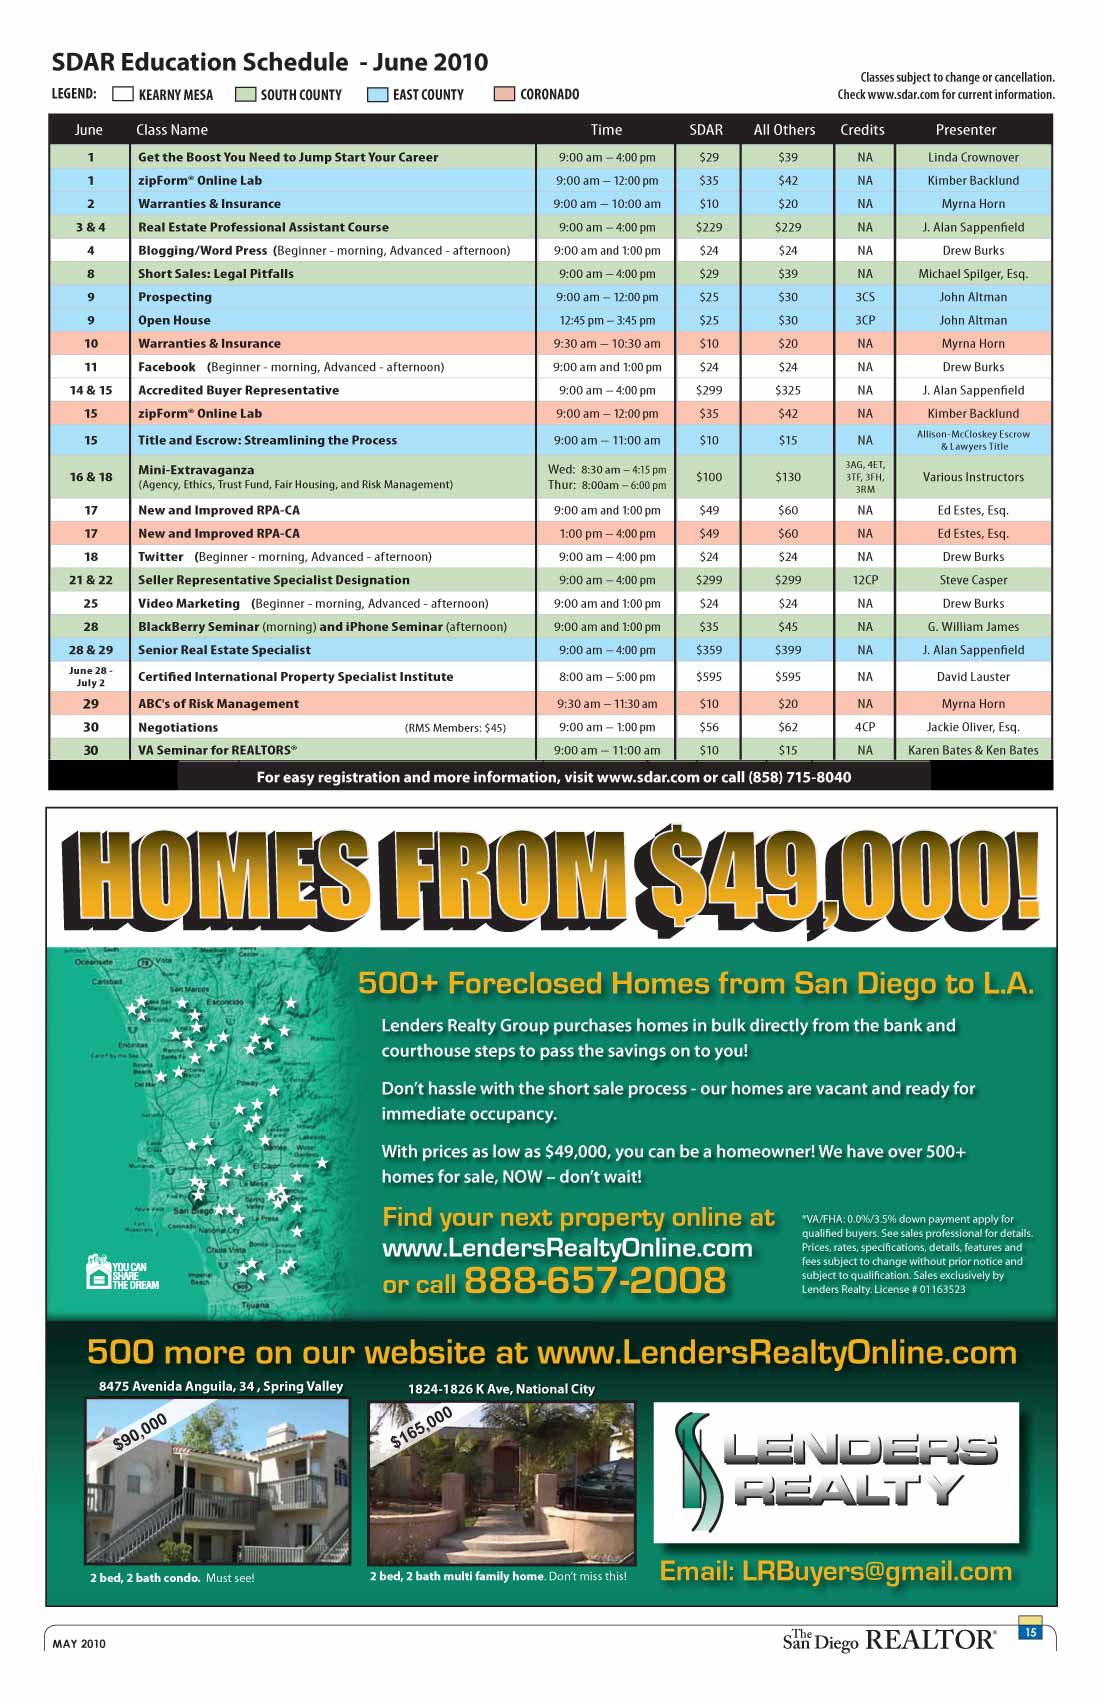 SDAR Education Schedule - June 2010
LEGEND: KEARNY MESA SOUTH COUNTY EAST COUNTY CORONADO
Classes subject to change or cancellation.
Check www.sdar.com for current information.
June Class Name Time SDAR All Others Credits Presenter
1 Get the Boost You Need to Jump Start Your Career 9:00 am – 4:00 pm $29 $39 NA Linda Crownover
1 zipForm® Online Lab 9:00 am – 12:00 pm $35 $42 NA Kimber Backlund
2 Warranties & Insurance 9:00 am – 10:00 am $10 $20 NA Myrna Horn
3 & 4 Real Estate Professional Assistant Course 9:00 am – 4:00 pm $229 $229 NA J. Alan Sappenfield
4 Blogging/Word Press (Beginner - morning, Advanced - afternoon) 9:00 am and 1:00 pm $24 $24 NA Drew Burks
8 Short Sales: Legal Pitfalls 9:00 am – 4:00 pm $29 $39 NA Michael Spilger, Esq.
9 Prospecting 9:00 am – 12:00 pm $25 $30 3CS John Altman
9 Open House 12:45 pm – 3:45 pm $25 $30 3CP John Altman
10 Warranties & Insurance 9:30 am – 10:30 am $10 $20 NA Myrna Horn
11 Facebook (Beginner - morning, Advanced - afternoon) 9:00 am and 1:00 pm $24 $24 NA Drew Burks
14 & 15 Accredited Buyer Representative 9:00 am – 4:00 pm $299 $325 NA J. Alan Sappenfield
15 zipForm® Online Lab 9:00 am – 12:00 pm $35 $42 NA Kimber Backlund
15 Title and Escrow: Streamlining the Process 9:00 am – 11:00 am $10 $15 NA Allison-McCloskey Escrow
& Lawyers Title
16 & 18 Mini-Extravaganza Wed: 8:30 am – 4:15 pm $100 $130 3AG, 4ET, Various Instructors
(Agency, Ethics, Trust Fund, Fair Housing, and Risk Management) Thur: 8:00am – 6:00 pm 3TF, 3FH,
3RM
17 New and Improved RPA-CA 9:00 am and 1:00 pm $49 $60 NA Ed Estes, Esq.
17 New and Improved RPA-CA 1:00 pm – 4:00 pm $49 $60 NA Ed Estes, Esq.
18 Twitter (Beginner - morning, Advanced - afternoon) 9:00 am – 4:00 pm $24 $24 NA Drew Burks
21 & 22 Seller Representative Specialist Designation 9:00 am – 4:00 pm $299 $299 12CP Steve Casper
25 Video Marketing (Beginner - morning, Advanced - afternoon) 9:00 am and 1:00 pm $24 $24 NA Drew Burks
28 BlackBerry Seminar (morning) and iPhone Seminar (afternoon) 9:00 am and 1:00 pm $35 $45 NA G. William James
28 & 29 Senior Real Estate Specialist 9:00 am – 4:00 pm $359 $399 NA J. Alan Sappenfield
June 28 -
July 2 Certified International Property Specialist Institute 8:00 am – 5:00 pm $595 $595 NA David Lauster
29 ABC's of Risk Management 9:30 am – 11:30 am $10 $20 NA Myrna Horn
30 Negotiations (RMS Members: $45) 9:00 am – 1:00 pm $56 $62 4CP Jackie Oliver, Esq.
30 VA Seminar for REALTORS® 9:00 am – 11:00 am $10 $15 NA Karen Bates & Ken Bates
For easy registration and more information, visit www.sdar.com or call (858) 715-8040
HOMES FROM $49,000!
500+ Foreclosed Homes from San Diego to L.A.
Lenders Realty Group purchases homes in bulk directly from the bank and
courthouse steps to pass the savings on to you!
Don't hassle with the short sale process - our homes are vacant and ready for
immediate occupancy.
With prices as low as $49,000, you can be a homeowner! We have over 500+
homes for sale, NOW – don't wait!
Find your next property online at
www.LendersRealtyOnline.com
or call 888-657-2008
*VA/FHA: 0.0%/3.5% down payment apply for
qualified buyers. See sales professional for details.
Prices, rates, specifications, details, features and
fees subject to change without prior notice and
subject to qualification. Sales exclusively by
Lenders Realty. License # 01163523
Oceanside
Vista
Carlsbad
San Marcos
Escondido
Encinitas
Del Mar
Poway
El Cajon
La Mesa
San Diego
Coronado
National City
Chula Vista
Imperial
Beach
Tijuana
YOU CAN
SHARE
THE DREAM
500 more on our website at www.LendersRealtyOnline.com
8475 Avenida Anguila, 34 , Spring Valley
$90,000
2 bed, 2 bath condo. Must see!
1824-1826 K Ave, National City
$165,000
2 bed, 2 bath multi family home. Don't miss this!
LENDERS
REALTY
Email: LRBuyers@gmail.com
MAY 2010
The San Diego REALTOR®
15